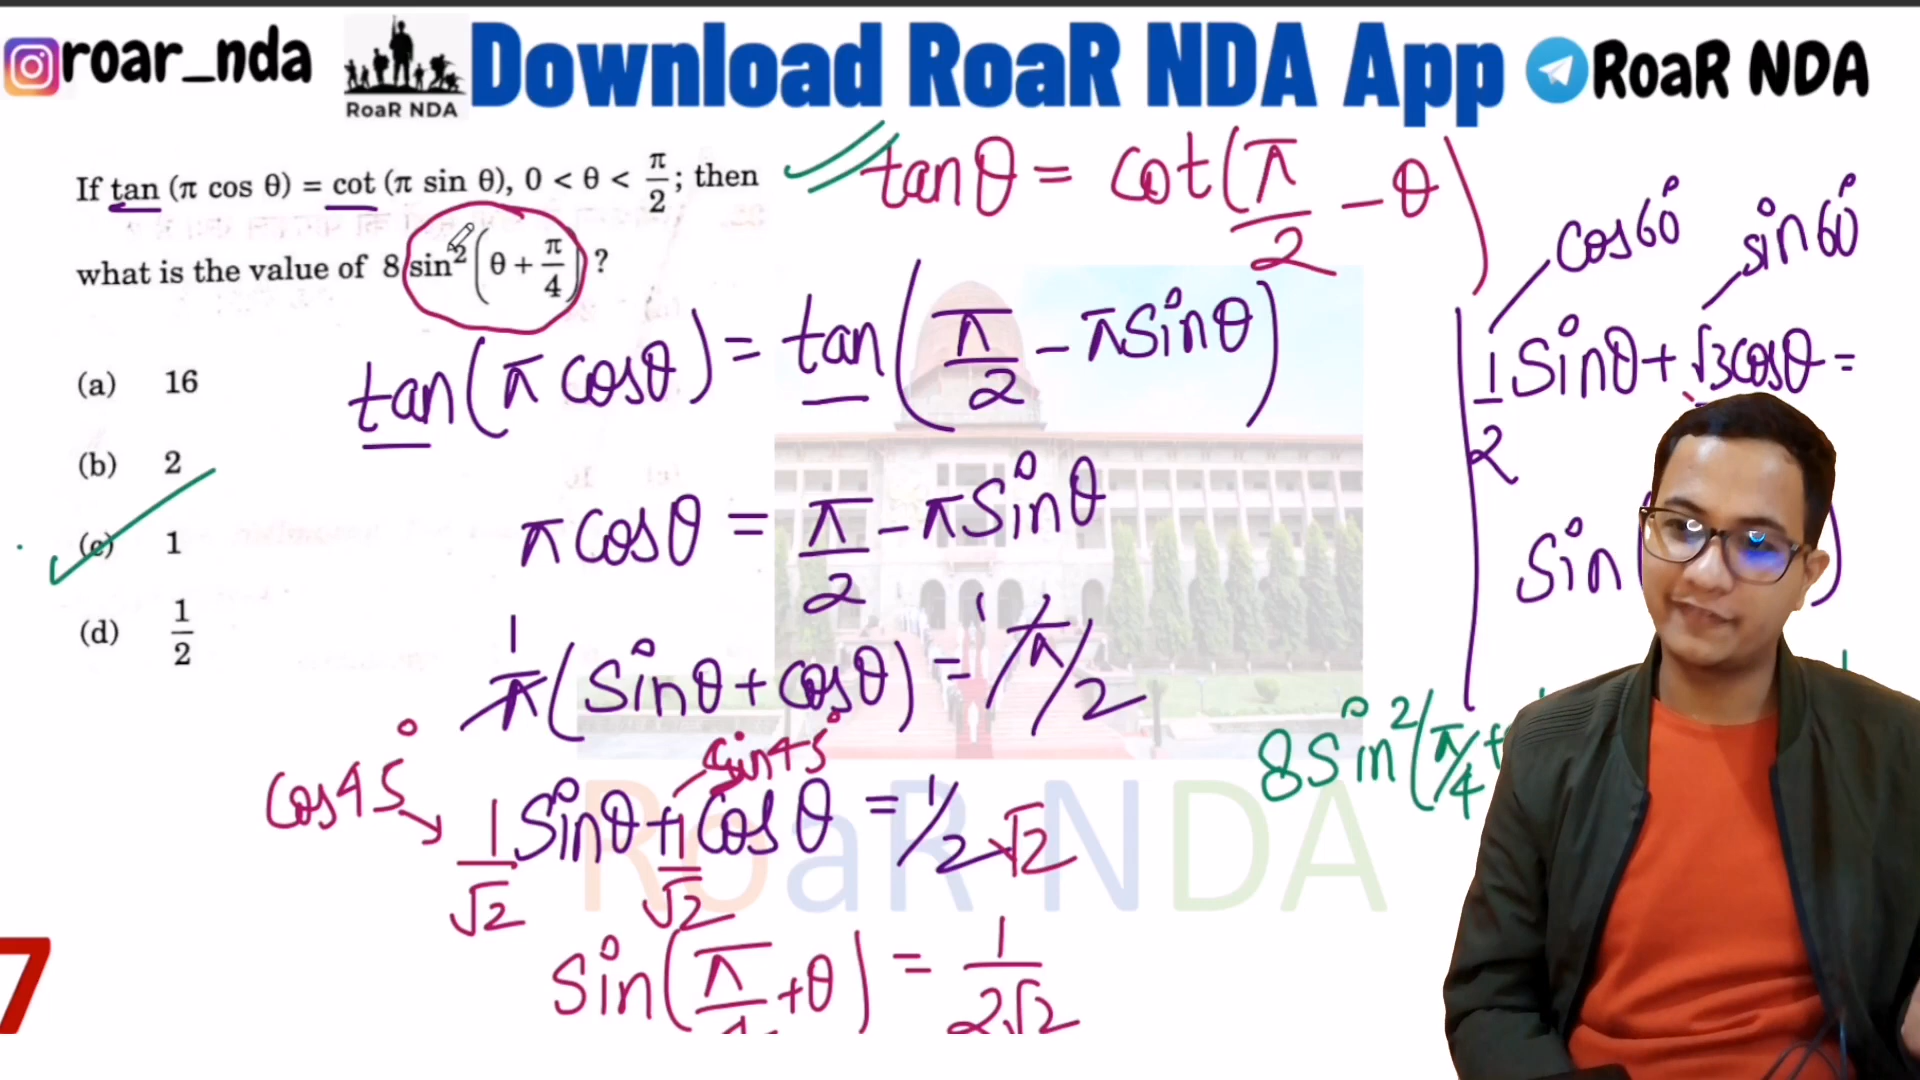 roar_nda
RoaR NDA
Download RoaR NDA App
RoaR NDA
If tan (π cos θ) = cot (π sin θ), 0 < θ < π/2; then
what is the value of 8 sin² (θ + π/4) ?
(a) 16
(b) 2
(c) 1
(d) 1/2
tanθ = cot(π/2 − θ)
tan(π cosθ) = tan(π/2 − π sinθ)
π cosθ = π/2 − π sinθ
1
π(sinθ + cosθ) = π/2
cos45°
sin45°
1/√2 sinθ + 1/√2 cosθ = 1/2 × √2
sin(π/4 + θ) = 1/2√2
cos60° sin60°
1/2 sinθ + √3 cosθ =
sin
8 sin²(π/4 +
RoaR NDA
7